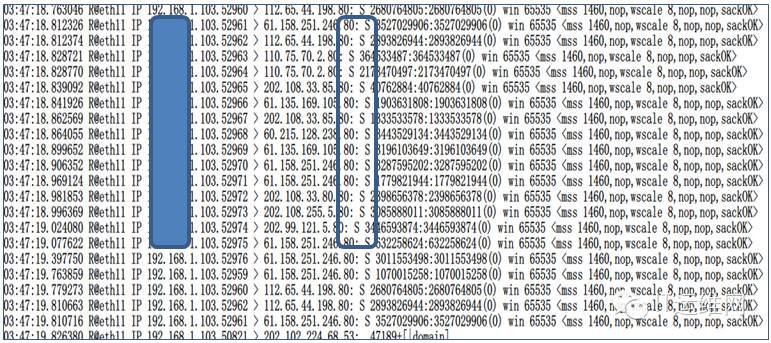 03:47:18.763046 R@eth11 IP 192.168.1.103.52960 > 112.65.44.198.80: S 2680764805:2680764805(0) win 65535 <mss 1460,nop,wscale 8,nop,nop,sackOK>
03:47:18.812326 R@eth11 IP .1.103.52961 > 61.158.251.246.80: S 3527029906:3527029906(0) win 65535 <mss 1460,nop,wscale 8,nop,nop,sackOK>
03:47:18.812374 R@eth11 IP .1.103.52962 > 112.65.44.198.80: S 2893826944:2893826944(0) win 65535 <mss 1460,nop,wscale 8,nop,nop,sackOK>
03:47:18.828721 R@eth11 IP .1.103.52963 > 110.75.70.2.80: S 364533487:364533487(0) win 65535 <mss 1460,nop,wscale 8,nop,nop,sackOK>
03:47:18.828770 R@eth11 IP .1.103.52964 > 110.75.70.2.80: S 2173470497:2173470497(0) win 65535 <mss 1460,nop,wscale 8,nop,nop,sackOK>
03:47:18.839092 R@eth11 IP .1.103.52965 > 202.108.33.85.80: S 40762884:40762884(0) win 65535 <mss 1460,nop,wscale 8,nop,nop,sackOK>
03:47:18.841926 R@eth11 IP .1.103.52966 > 61.135.169.105.80: S 1903631808:1903631808(0) win 65535 <mss 1460,nop,wscale 8,nop,nop,sackOK>
03:47:18.862569 R@eth11 IP .1.103.52967 > 202.108.33.85.80: S 1333533578:1333533578(0) win 65535 <mss 1460,nop,wscale 8,nop,nop,sackOK>
03:47:18.864055 R@eth11 IP .1.103.52968 > 60.215.128.238.80: S 3443529134:3443529134(0) win 65535 <mss 1460,nop,wscale 8,nop,nop,sackOK>
03:47:18.899652 R@eth11 IP .1.103.52969 > 61.135.169.105.80: S 3196103649:3196103649(0) win 65535 <mss 1460,nop,wscale 8,nop,nop,sackOK>
03:47:18.906352 R@eth11 IP .1.103.52970 > 61.158.251.246.80: S 3287595202:3287595202(0) win 65535 <mss 1460,nop,wscale 8,nop,nop,sackOK>
03:47:18.969124 R@eth11 IP .1.103.52971 > 61.158.251.246.80: S 1779821944:1779821944(0) win 65535 <mss 1460,nop,wscale 8,nop,nop,sackOK>
03:47:18.981853 R@eth11 IP .1.103.52972 > 202.108.33.80.80: S 2398656378:2398656378(0) win 65535 <mss 1460,nop,wscale 8,nop,nop,sackOK>
03:47:18.996369 R@eth11 IP .1.103.52973 > 202.108.255.5.80: S 3085888011:3085888011(0) win 65535 <mss 1460,nop,wscale 8,nop,nop,sackOK>
03:47:19.024080 R@eth11 IP .1.103.52974 > 202.99.121.5.80: S 3446593874:3446593874(0) win 65535 <mss 1460,nop,wscale 8,nop,nop,sackOK>
03:47:19.077622 R@eth11 IP .1.103.52975 > 61.158.251.246.80: S 632258624:632258624(0) win 65535 <mss 1460,nop,wscale 8,nop,nop,sackOK>
03:47:19.397750 R@eth11 IP 192.168.1.103.52976 > 61.158.251.246.80: S 3011553498:3011553498(0) win 65535 <mss 1460,nop,wscale 8,nop,nop,sackOK>
03:47:19.763859 R@eth11 IP 192.168.1.103.52959 > 61.158.251.246.80: S 1070015258:1070015258(0) win 65535 <mss 1460,nop,wscale 8,nop,nop,sackOK>
03:47:19.779273 R@eth11 IP 192.168.1.103.52960 > 112.65.44.198.80: S 2680764805:2680764805(0) win 65535 <mss 1460,nop,wscale 8,nop,nop,sackOK>
03:47:19.810663 R@eth11 IP 192.168.1.103.52962 > 112.65.44.198.80: S 2893826944:2893826944(0) win 65535 <mss 1460,nop,wscale 8,nop,nop,sackOK>
03:47:19.810716 R@eth11 IP 192.168.1.103.52961 > 61.158.251.246.80: S 3527029906:3527029906(0) win 65535 <mss 1460,nop,wscale 8,nop,nop,sackOK>
03:47:19.826380 R@eth11 IP 192.168.1.103.50821 > 202.102.224.68.53: 47189+[|domain]
运维网